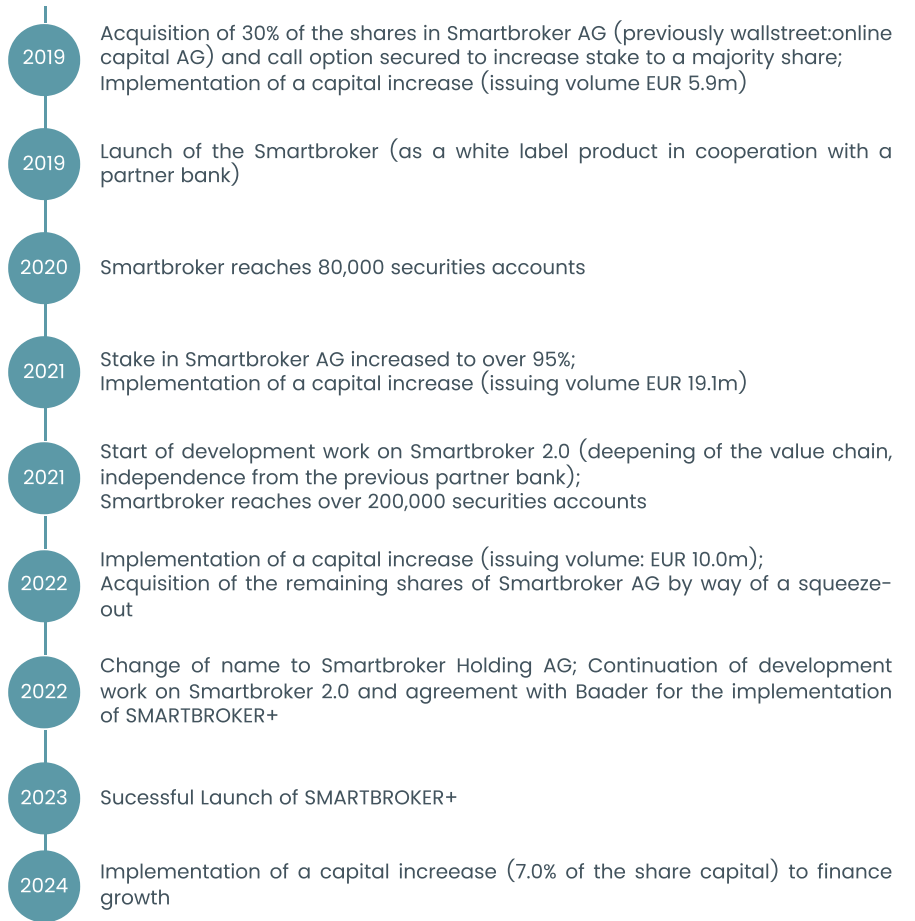 2019
Acquisition of 30% of the shares in Smartbroker AG (previously wallstreet:online
capital AG) and call option secured to increase stake to a majority share;
Implementation of a capital increase (issuing volume EUR 5.9m)
2019
Launch of the Smartbroker (as a white label product in cooperation with a
partner bank)
2020
Smartbroker reaches 80,000 securities accounts
2021
Stake in Smartbroker AG increased to over 95%;
Implementation of a capital increase (issuing volume EUR 19.1m)
2021
Start of development work on Smartbroker 2.0 (deepening of the value chain,
independence from the previous partner bank);
Smartbroker reaches over 200,000 securities accounts
2022
Implementation of a capital increase (issuing volume: EUR 10.0m);
Acquisition of the remaining shares of Smartbroker AG by way of a squeeze-
out
2022
Change of name to Smartbroker Holding AG; Continuation of development
work on Smartbroker 2.0 and agreement with Baader for the implementation
of SMARTBROKER+
2023
Sucessful Launch of SMARTBROKER+
2024
Implementation of a capital increease (7.0% of the share capital) to finance
growth